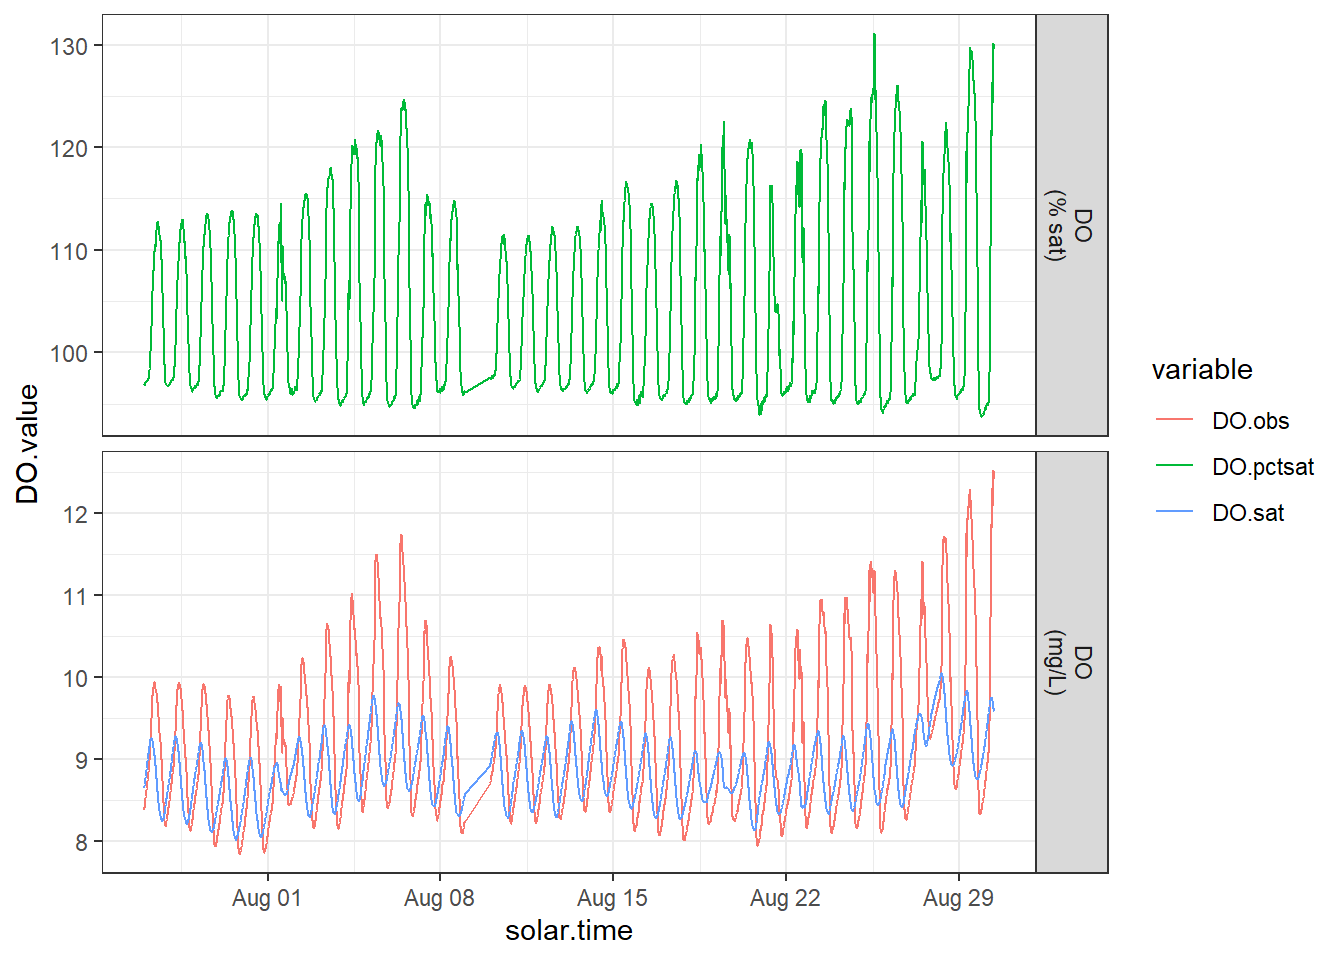 130
120
110
100
DO
(% sat)
12
11
10
9
8
DO
(mg/L)
Aug 01
Aug 08
Aug 15
Aug 22
Aug 29
solar.time
DO.value
variable
DO.obs
DO.pctsat
DO.sat